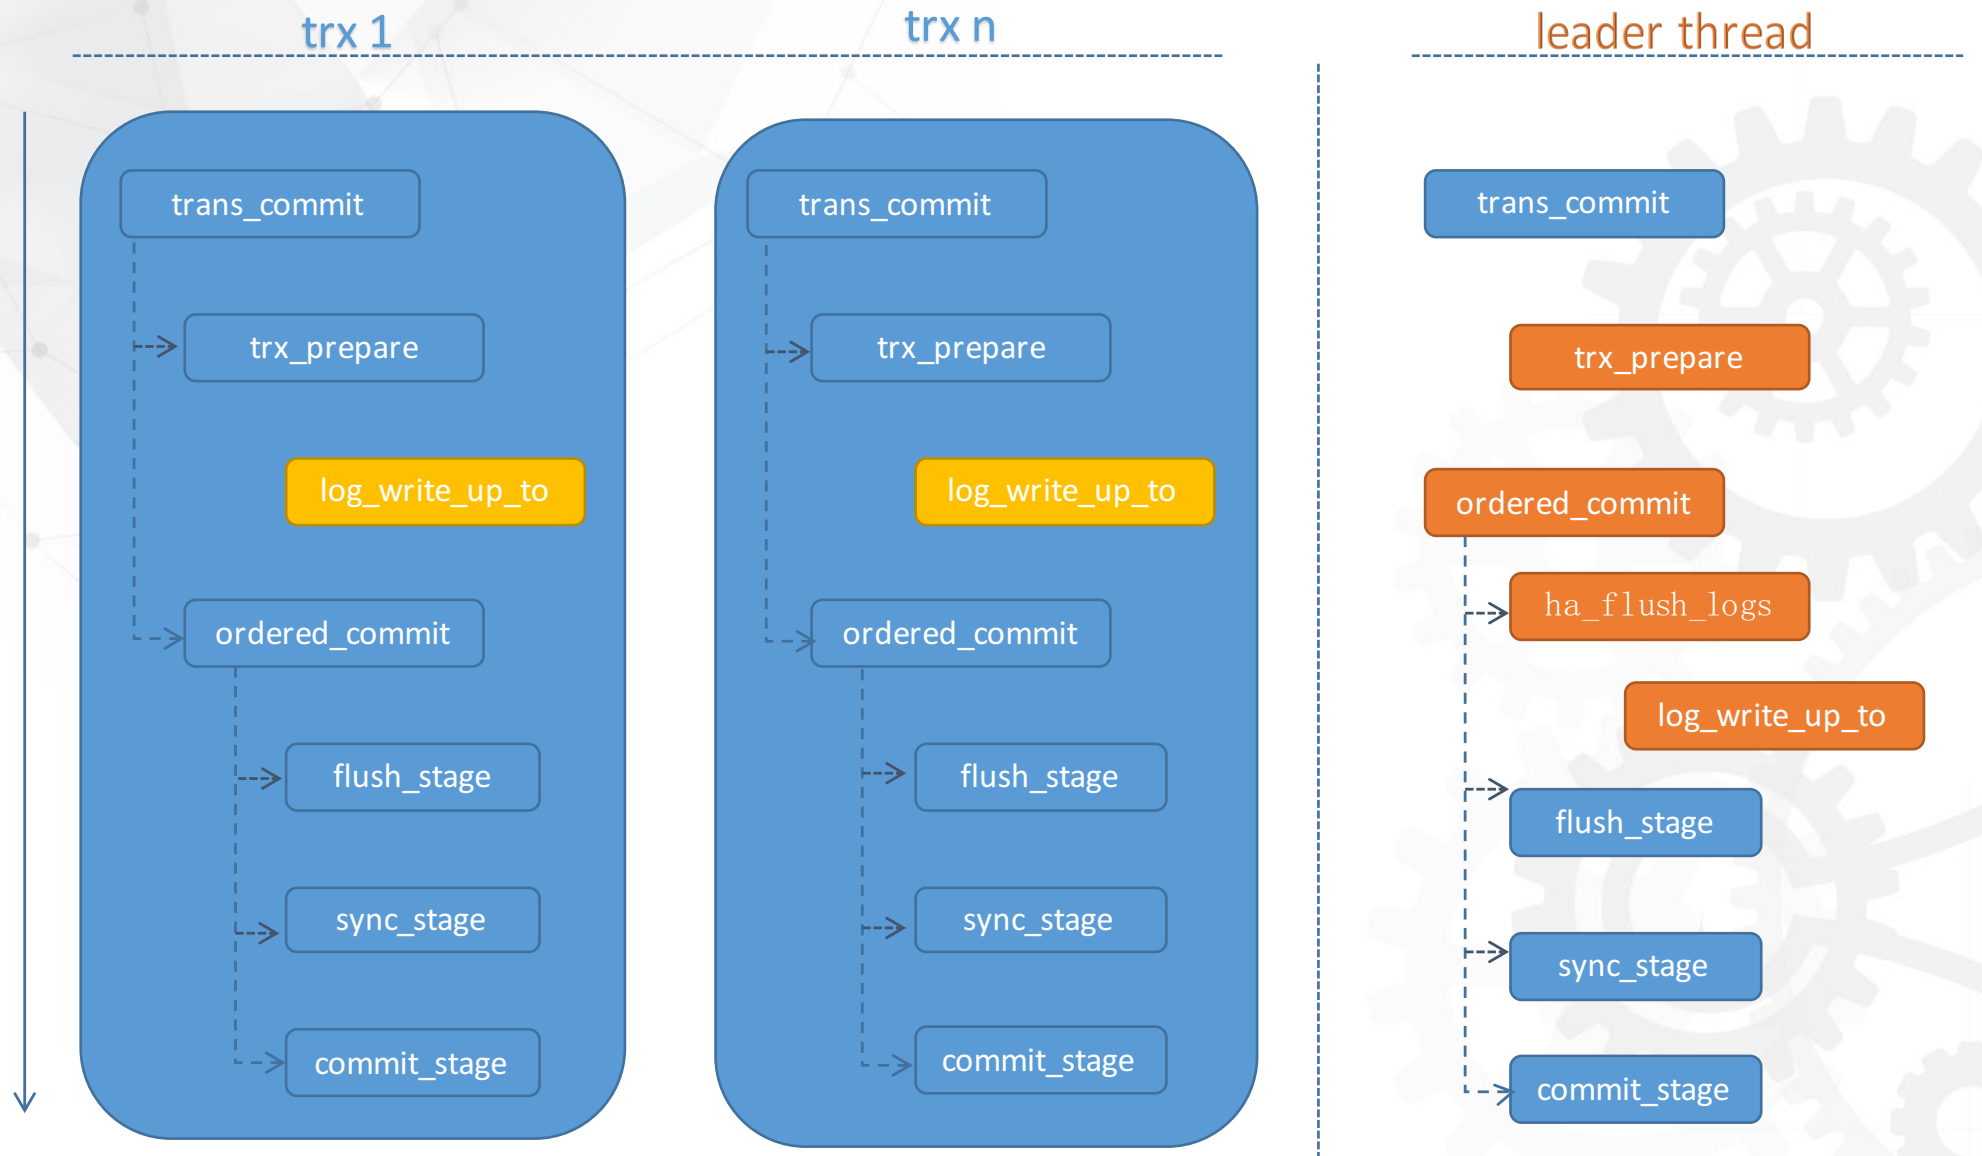 trx 1
trans_commit
trx_prepare
log_write_up_to
ordered_commit
flush_stage
sync_stage
commit_stage
trx n
trans_commit
trx_prepare
log_write_up_to
ordered_commit
flush_stage
sync_stage
commit_stage
leader thread
trans_commit
trx_prepare
ordered_commit
ha_flush_logs
log_write_up_to
flush_stage
sync_stage
commit_stage